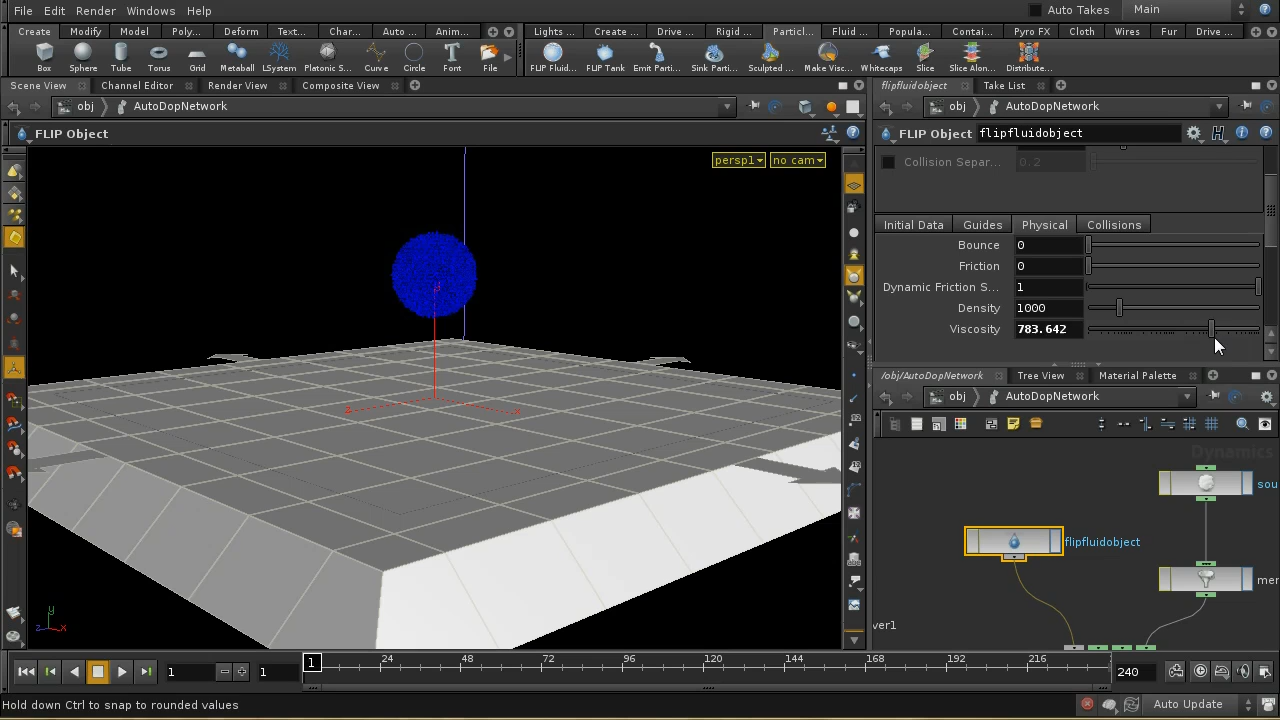 File Edit Render Windows Help Auto Takes Main
Create Modify Model Poly... Deform Text... Char... Auto ... Anim... Lights ... Create ... Drive ... Rigid ... Particl... Fluid ... Popula... Contai... Pyro FX Cloth Wires Fur Drive ...
Box Sphere Tube Torus Grid Metaball LSystem Platonic S... Curve Circle Font File FLIP Fluid... FLIP Tank Emit Parti... Sink Parti... Sculpted ... Make Visc... Whitecaps Slice Slice Alon... Distribute...
Scene View Channel Editor Render View Composite View
obj AutoDopNetwork
FLIP Object
persp1 no cam
y
z x
y
z x
flipfluidobject Take List
obj AutoDopNetwork
FLIP Object flipfluidobject
Collision Separ... 0.2
Initial Data Guides Physical Collisions
Bounce 0
Friction 0
Dynamic Friction S... 1
Density 1000
Viscosity 783.642
/obj/AutoDopNetwork Tree View Material Palette
obj AutoDopNetwork
Dynamics
sou
flipfluidobject
mer
ver1
1 1 1 24 48 72 96 120 144 168 192 216 240
Hold down Ctrl to snap to rounded values Auto Update